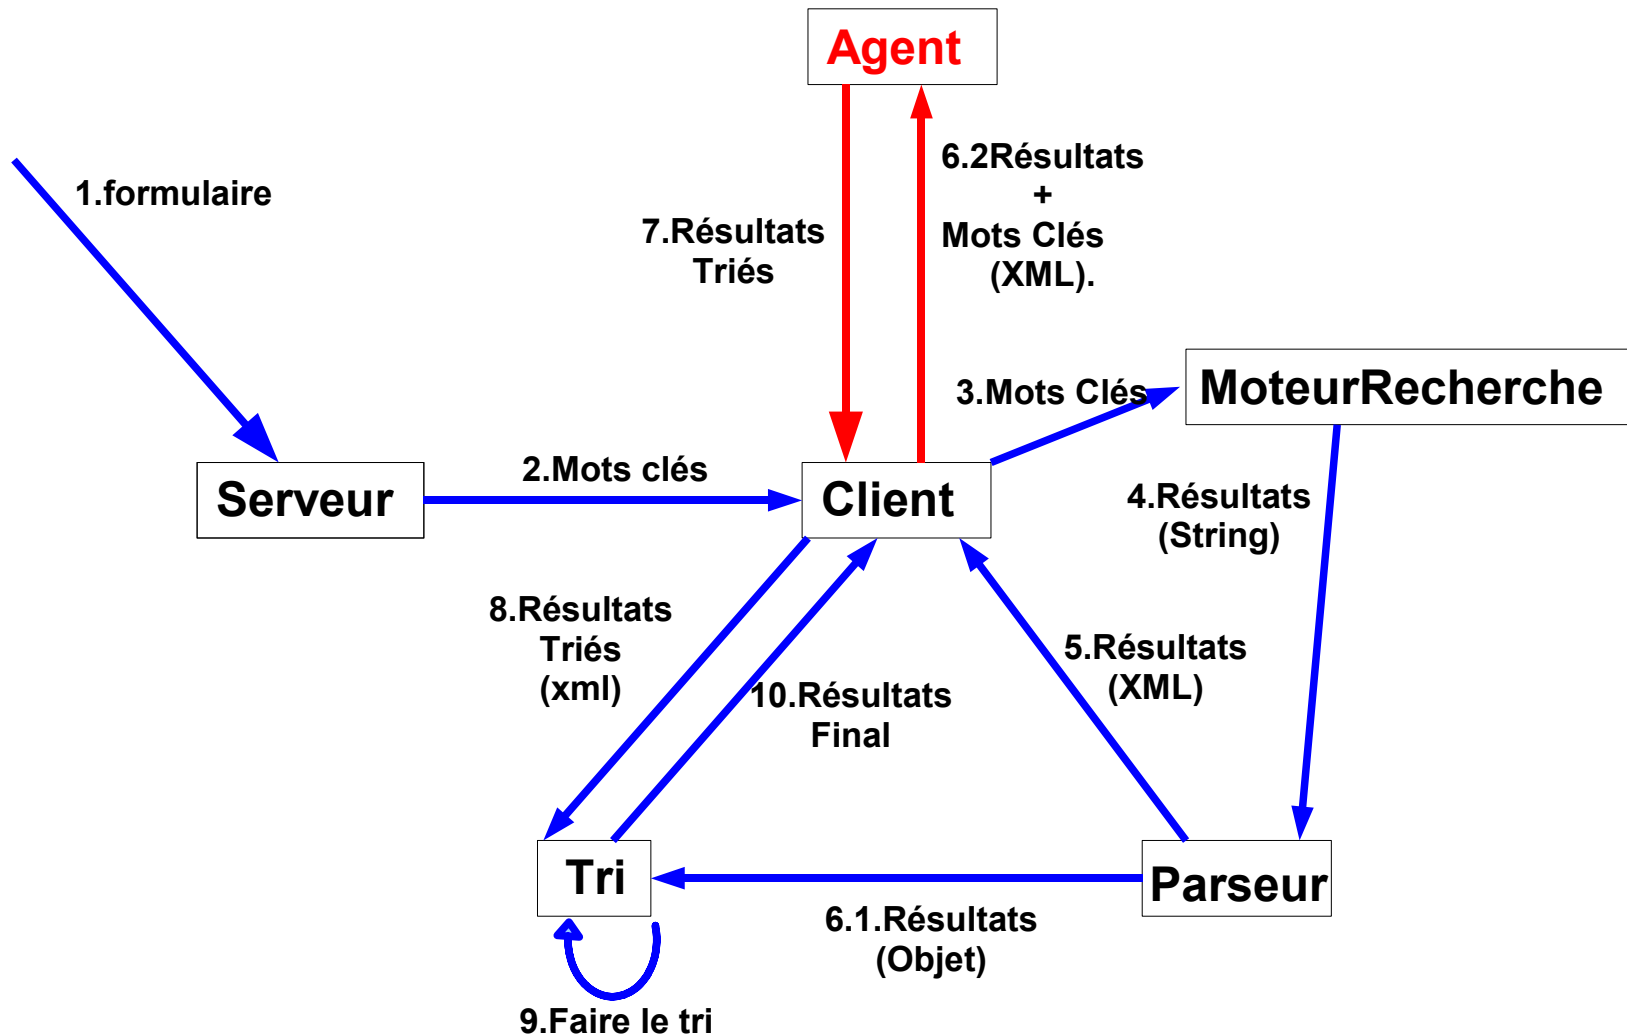 Agent
1.formulaire
6.2Résultats
+
Mots Clés
(XML).
7.Résultats
Triés
3.Mots Clés
MoteurRecherche
2.Mots clés
Serveur
Client
4.Résultats
(String)
8.Résultats
Triés
(xml)
5.Résultats
(XML)
10.Résultats
Final
Tri
Parseur
6.1.Résultats
(Objet)
9.Faire le tri